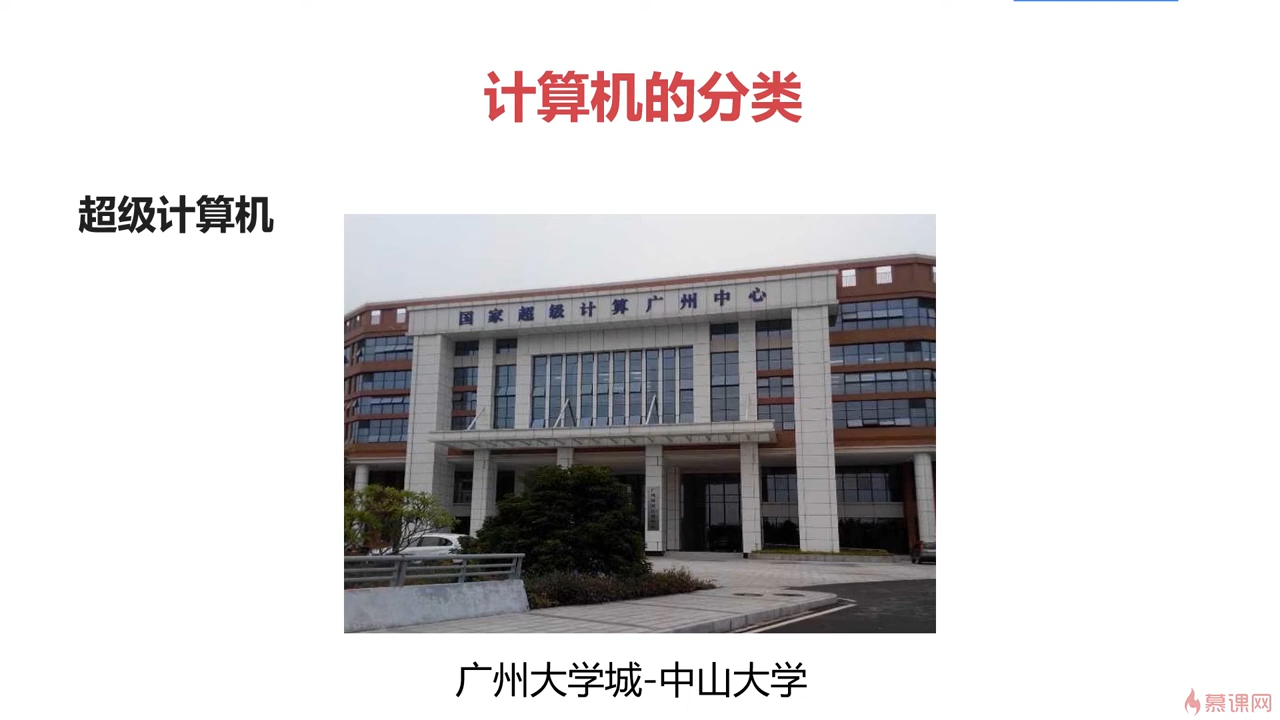 计算机的分类
超级计算机
国家超级计算广州中心
广州大学城-中山大学
慕课网